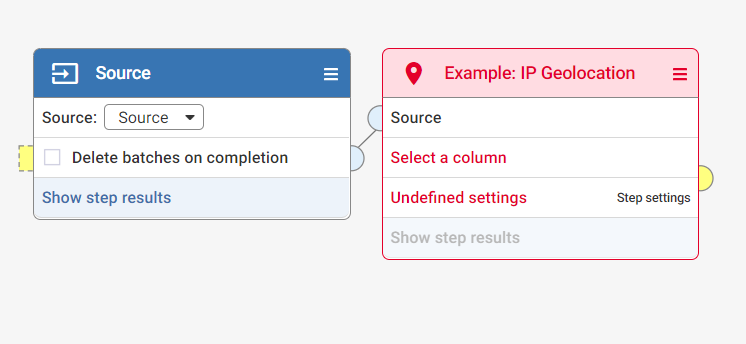 Source
Source: Source
Delete batches on completion
Show step results
Example: IP Geolocation
Source
Select a column
Undefined settings Step settings
Show step results